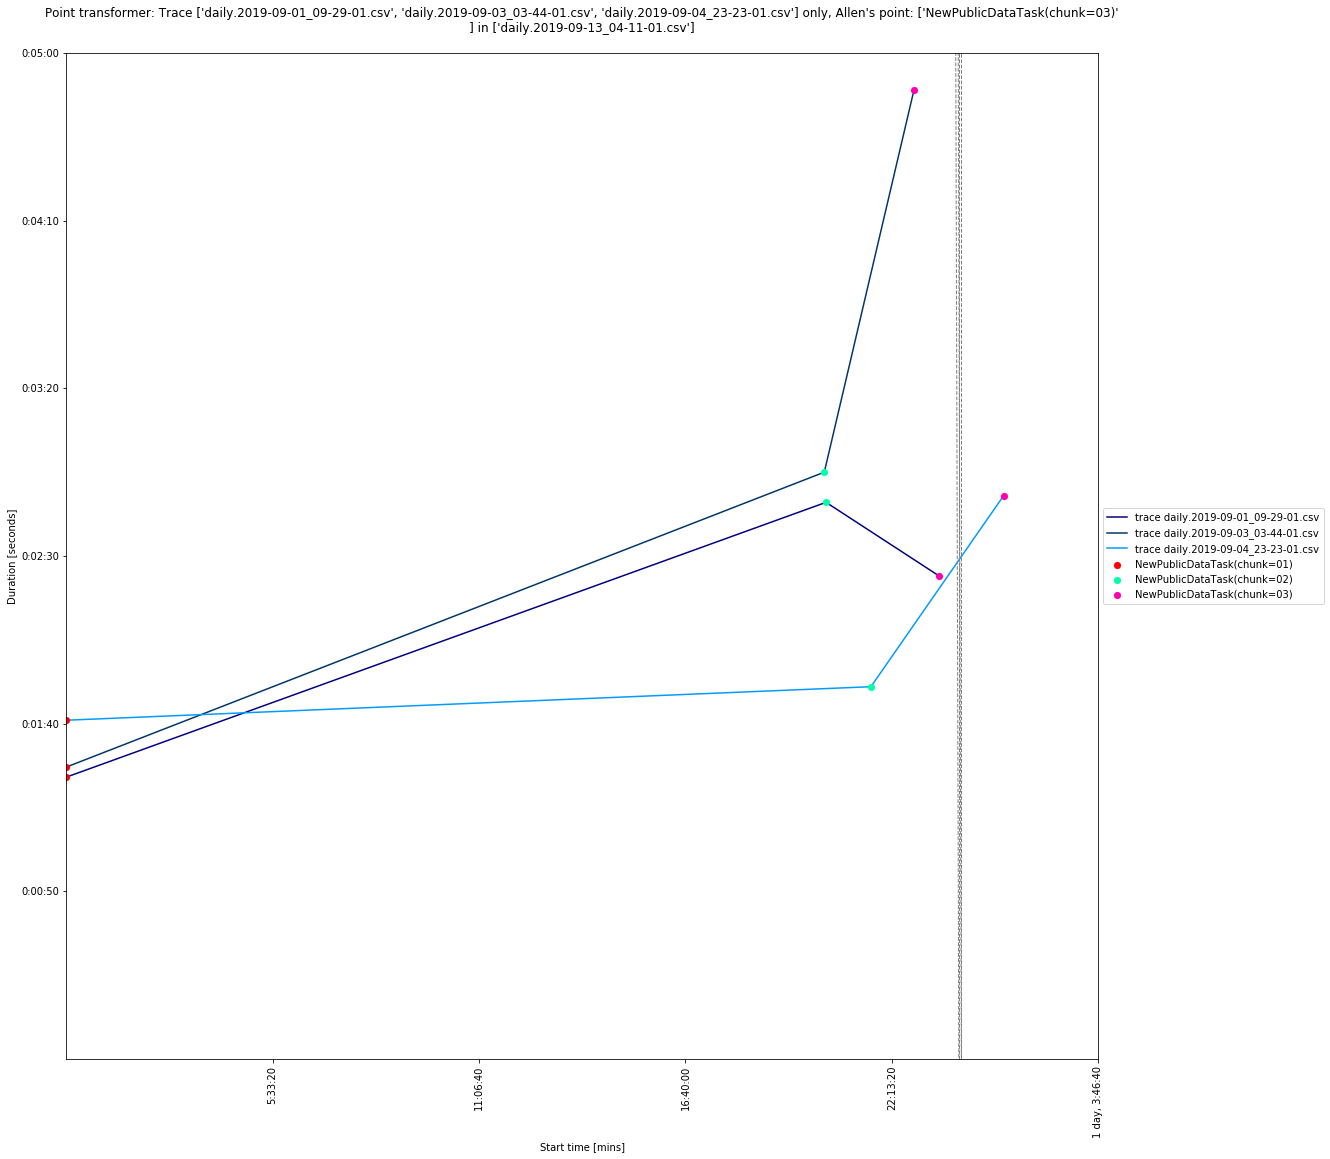 Point transformer: Trace ['daily.2019-09-01_09-29-01.csv', 'daily.2019-09-03_03-44-01.csv', 'daily.2019-09-04_23-23-01.csv'] only, Allen's point: ['NewPublicDataTask(chunk=03)'
] in ['daily.2019-09-13_04-11-01.csv']
0:05:00
0:04:10
0:03:20
0:02:30
0:01:40
0:00:50
Duration [seconds]
5:33:20
11:06:40
16:40:00
22:13:20
1 day, 3:46:40
Start time [mins]
trace daily.2019-09-01_09-29-01.csv
trace daily.2019-09-03_03-44-01.csv
trace daily.2019-09-04_23-23-01.csv
NewPublicDataTask(chunk=01)
NewPublicDataTask(chunk=02)
NewPublicDataTask(chunk=03)